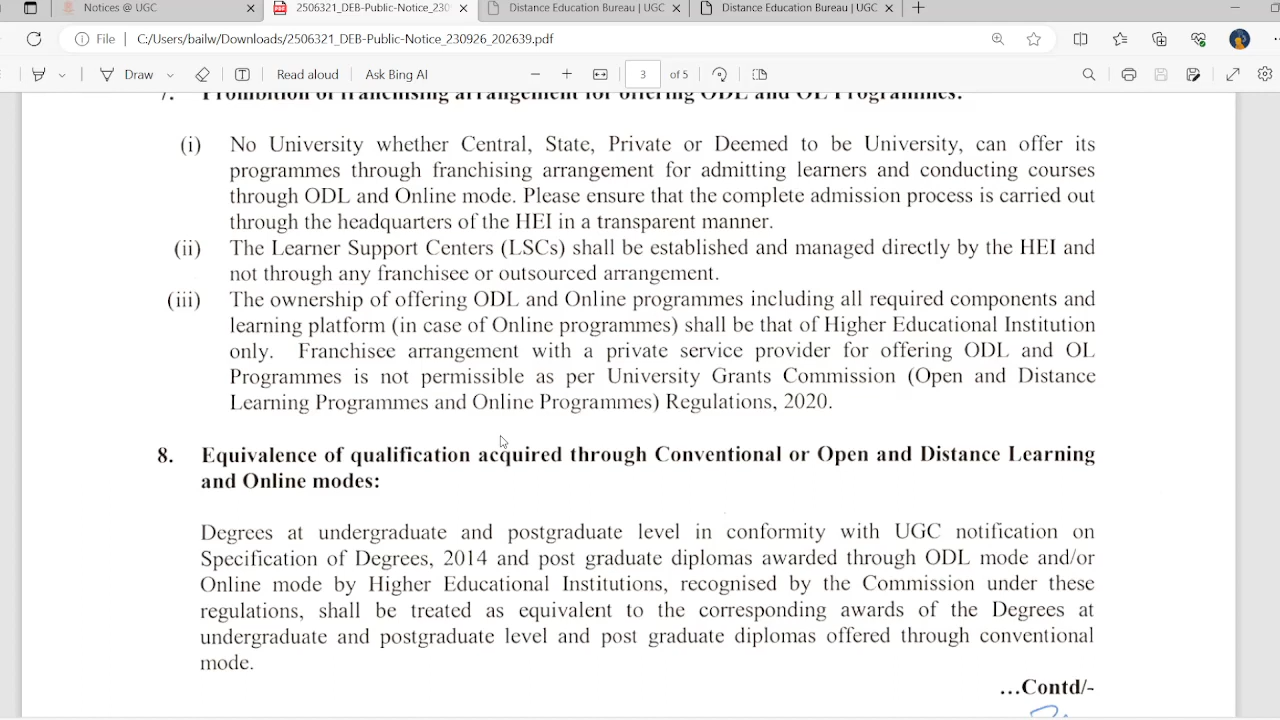 Notices @ UGC
2506321_DEB-Public-Notice_230
Distance Education Bureau | UGC
Distance Education Bureau | UGC
File
C:/Users/bailw/Downloads/2506321_DEB-Public-Notice_230926_202639.pdf
Draw
Read aloud
Ask Bing AI
3
of 5
7. Prohibition of franchising arrangement for offering ODL and OL Programmes:
(i) No University whether Central, State, Private or Deemed to be University, can offer its
programmes through franchising arrangement for admitting learners and conducting courses
through ODL and Online mode. Please ensure that the complete admission process is carried out
through the headquarters of the HEI in a transparent manner.
(ii) The Learner Support Centers (LSCs) shall be established and managed directly by the HEI and
not through any franchisee or outsourced arrangement.
(iii) The ownership of offering ODL and Online programmes including all required components and
learning platform (in case of Online programmes) shall be that of Higher Educational Institution
only. Franchisee arrangement with a private service provider for offering ODL and OL
Programmes is not permissible as per University Grants Commission (Open and Distance
Learning Programmes and Online Programmes) Regulations, 2020.
8. Equivalence of qualification acquired through Conventional or Open and Distance Learning
and Online modes:
Degrees at undergraduate and postgraduate level in conformity with UGC notification on
Specification of Degrees, 2014 and post graduate diplomas awarded through ODL mode and/or
Online mode by Higher Educational Institutions, recognised by the Commission under these
regulations, shall be treated as equivalent to the corresponding awards of the Degrees at
undergraduate and postgraduate level and post graduate diplomas offered through conventional
mode.
...Contd/-